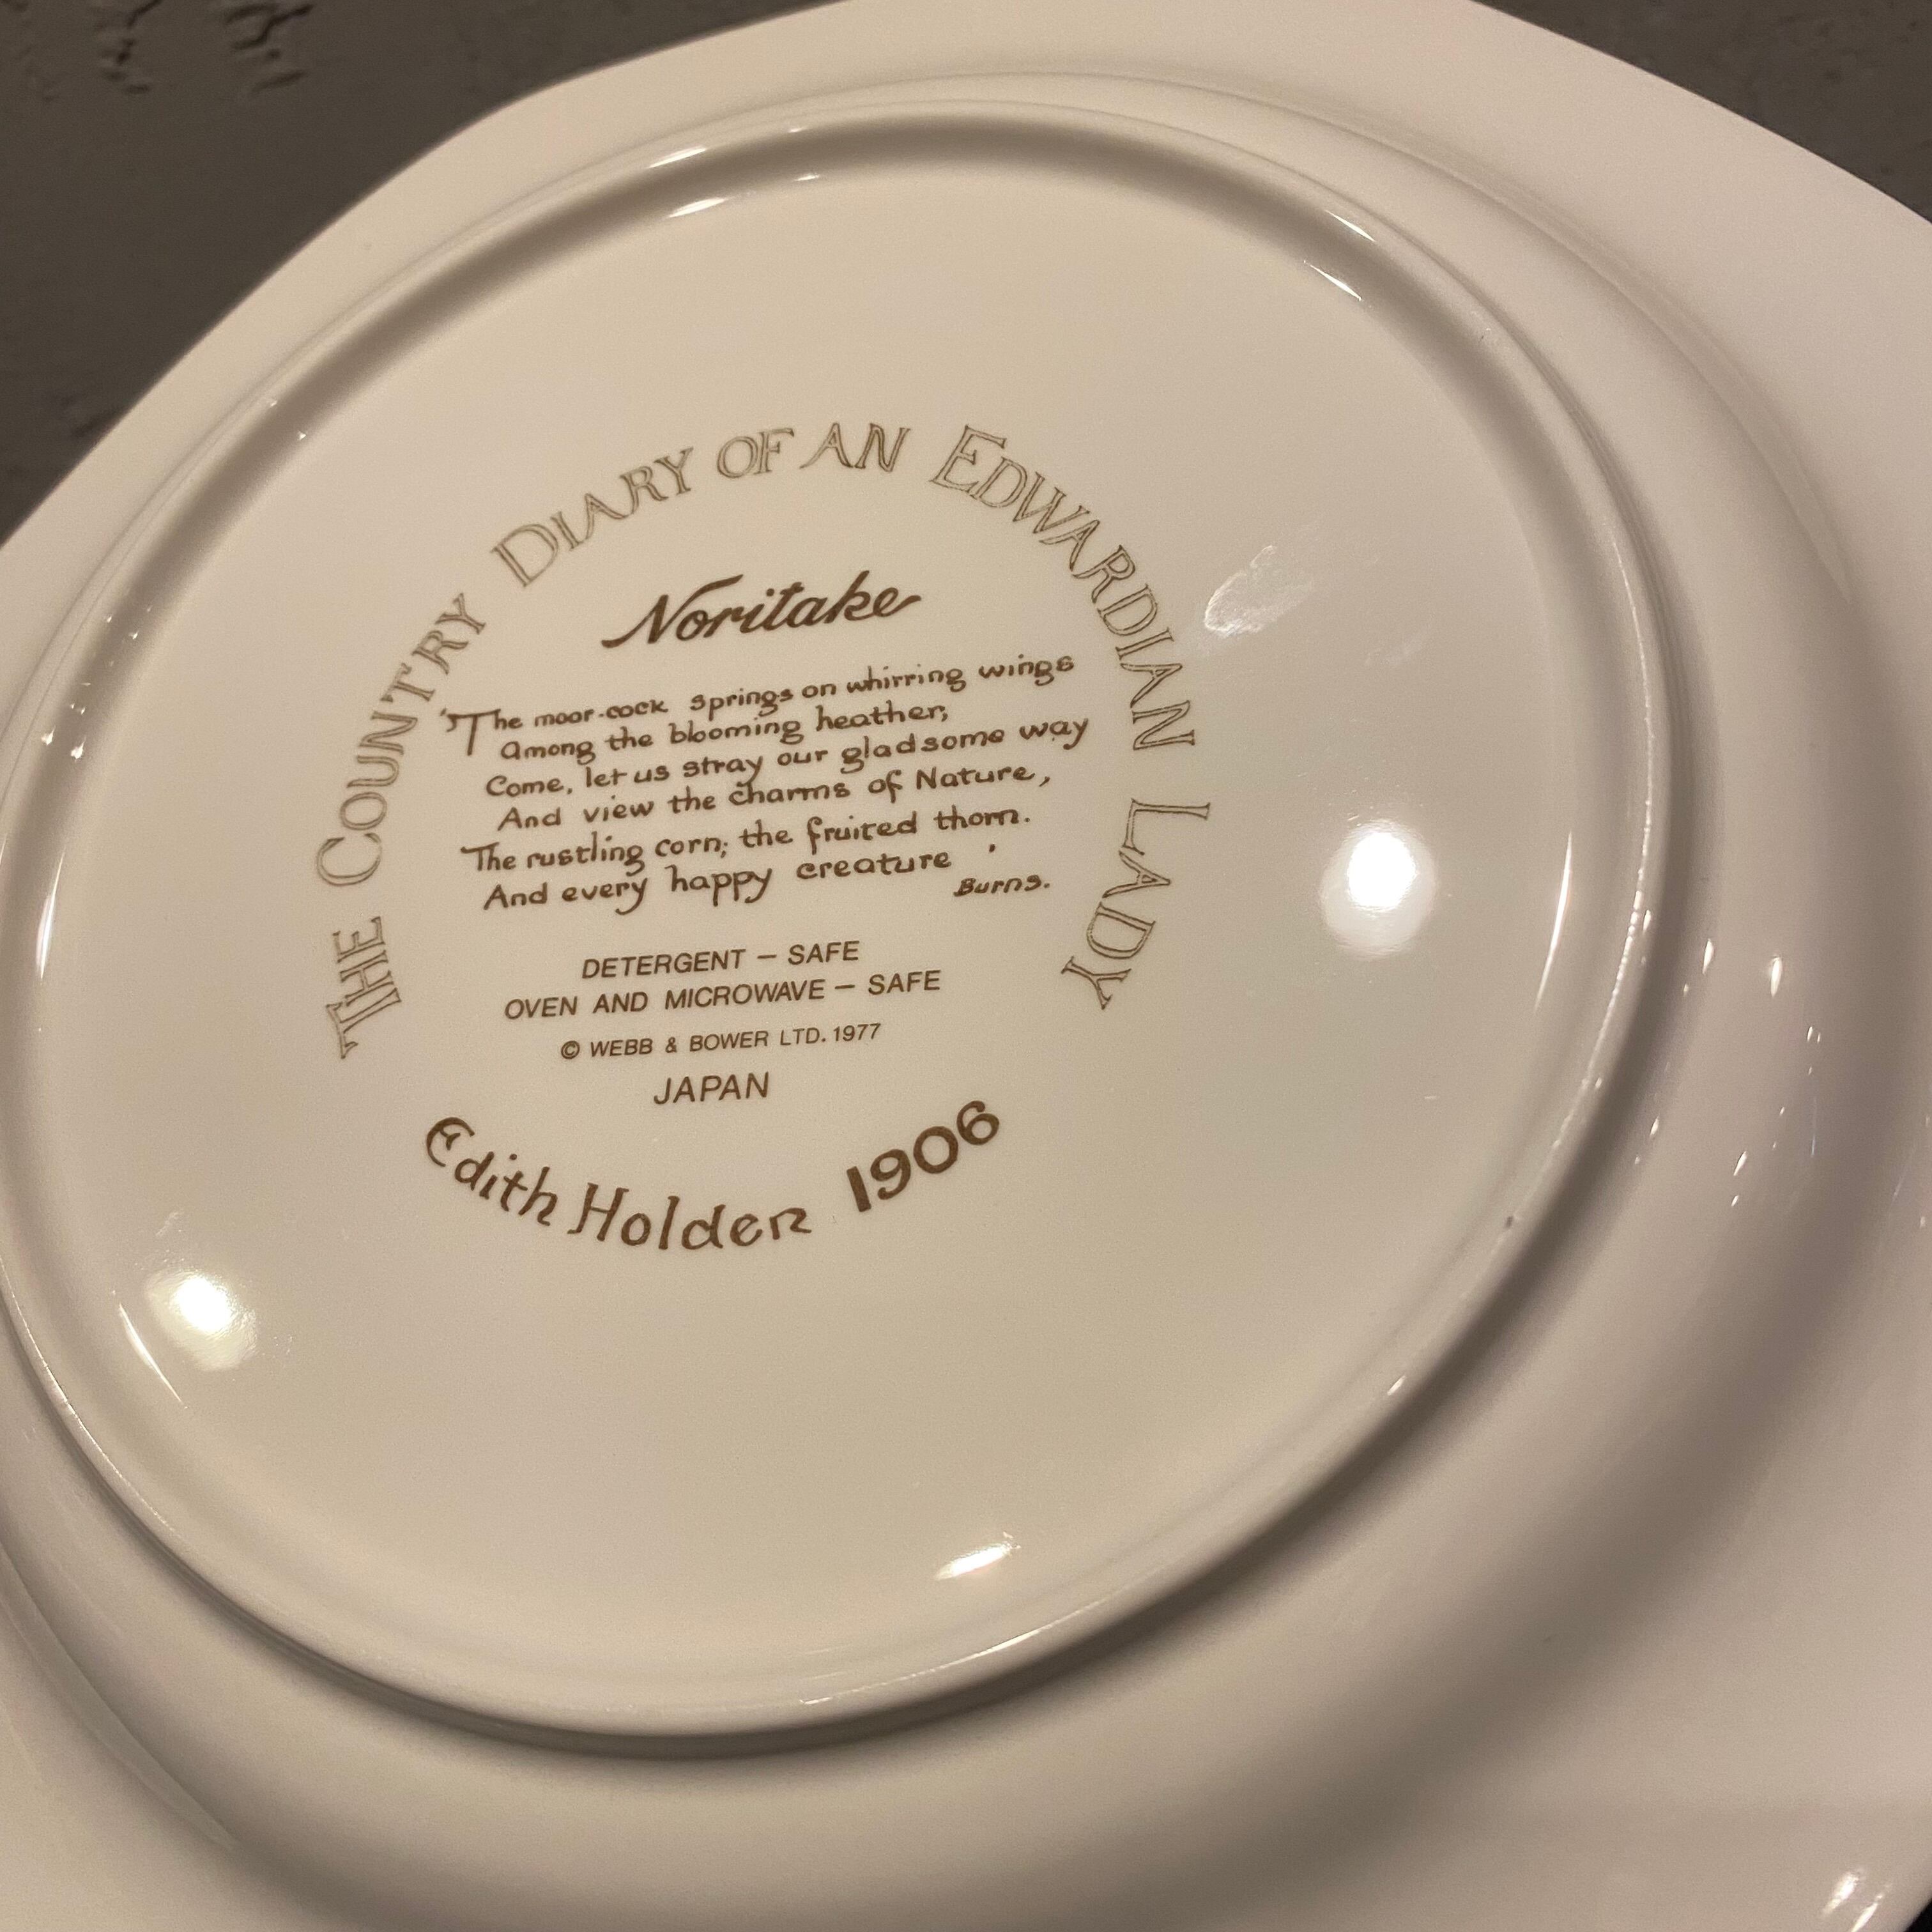 THE COUNTRY DIARY OF AN EDWARDIAN LADY
Noritake
'The moor-cock springs on whirring wings
Among the blooming heather;
Come, let us stray our gladsome way
And view the charms of Nature,
The rustling corn; the fruited thorn.
And every happy creature '
Burns.
DETERGENT – SAFE
OVEN AND MICROWAVE – SAFE
© WEBB & BOWER LTD. 1977
JAPAN
Edith Holden 1906